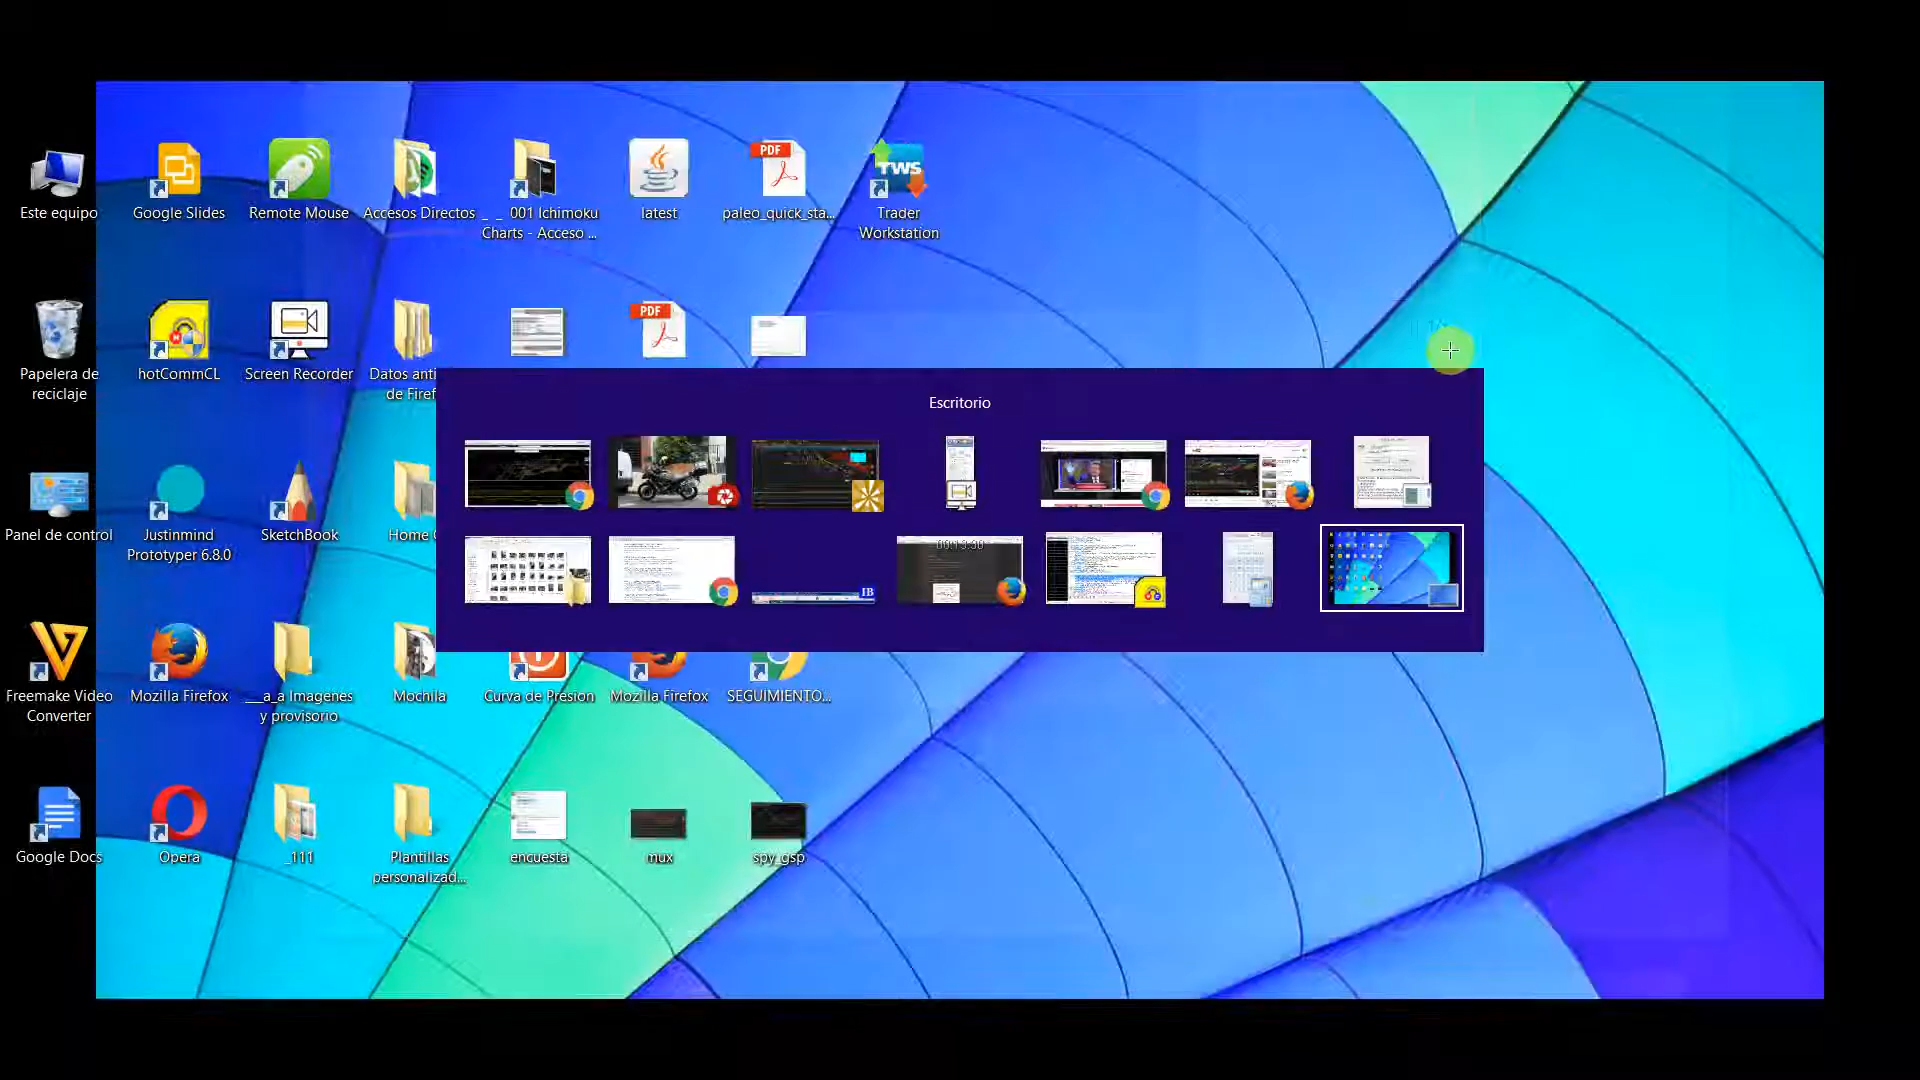 Este equipo
Google Slides
Remote Mouse
Accesos Directos
_ _ 001 Ichimoku
Charts - Acceso ...
latest
PDF
paleo_quick_sta...
TWS
Trader
Workstation
Papelera de
reciclaje
hotCommCL
Screen Recorder
Datos anti
de Firef
PDF
Escritorio
Panel de control
Justinmind
Prototyper 6.8.0
SketchBook
Home
IB
Freemake Video
Converter
Mozilla Firefox
___a_a Imagenes
y provisorio
Mochila
Curva de Presion
Mozilla Firefox
SEGUIMIENTO...
Google Docs
Opera
_111
Plantillas
personalizad...
encuesta
mux
spy_gsp